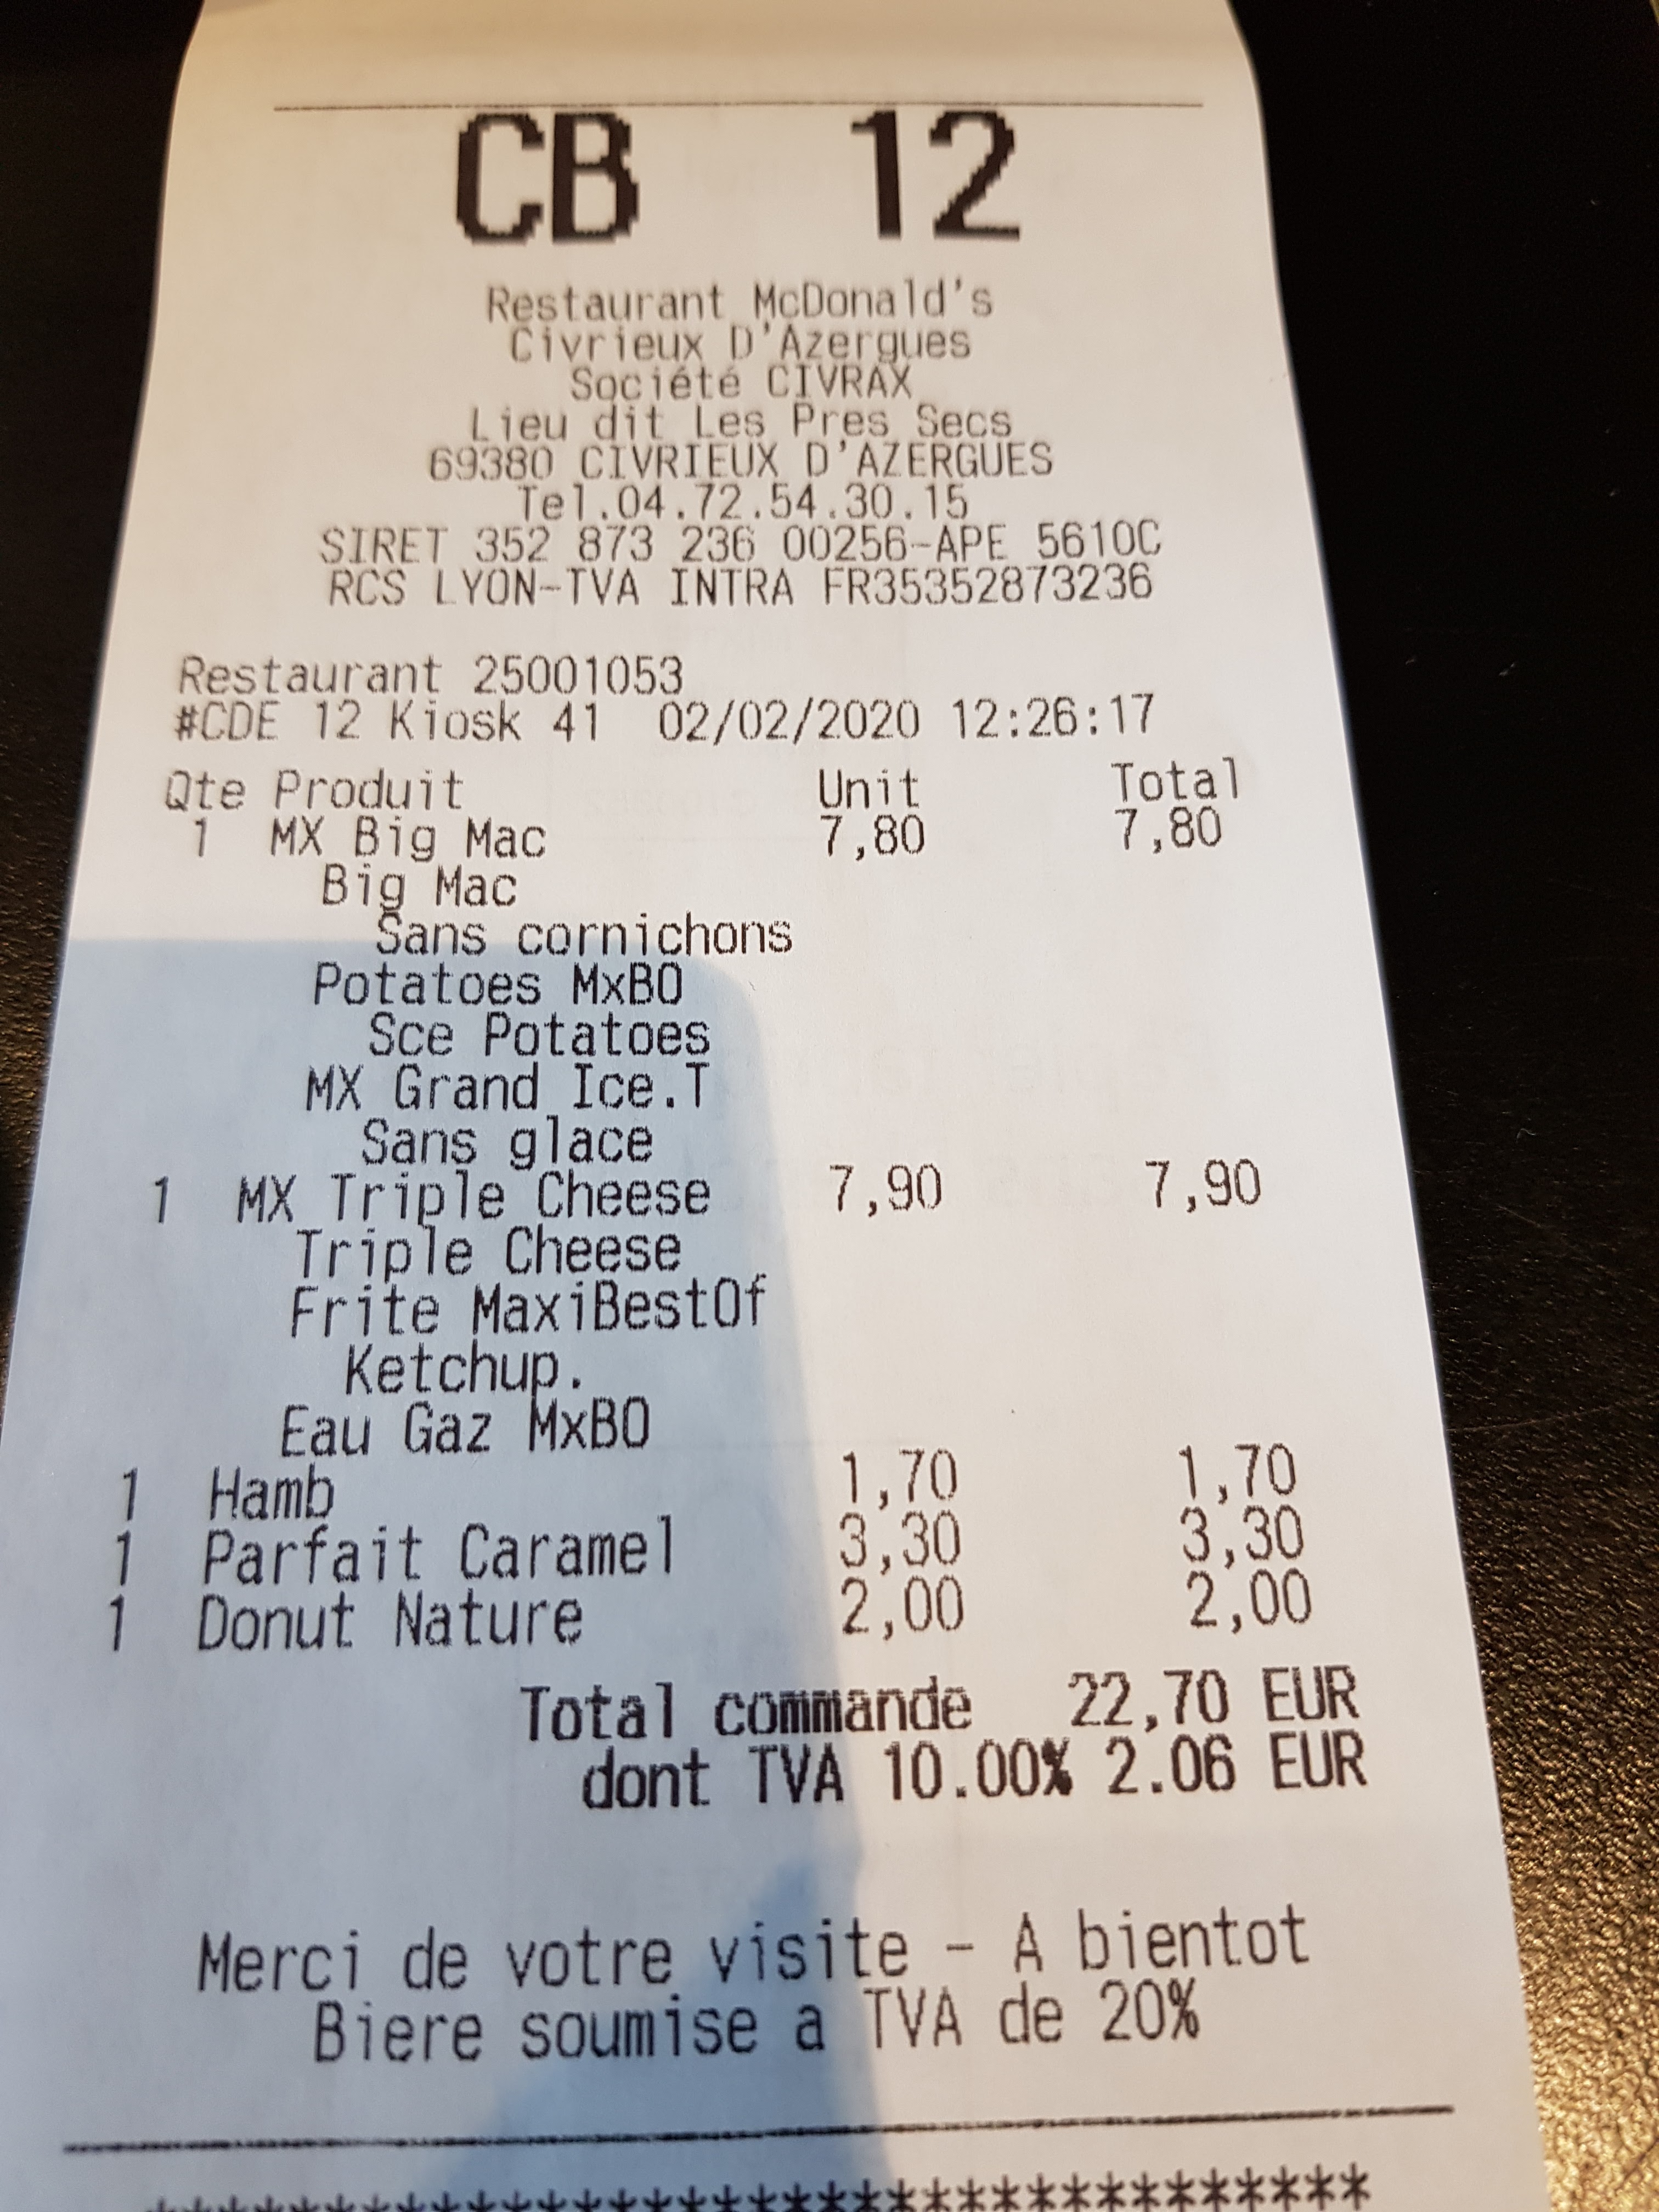 CB 12
Restaurant McDonald's
Civrieux D'Azergues
Société CIVRAX
Lieu dit Les Pres Secs
69380 CIVRIEUX D'AZERGUES
Tel.04.72.54.30.15
SIRET 352 873 236 00256-APE 5610C
RCS LYON-TVA INTRA FR35352873236
Restaurant 25001053
#CDE 12 Kiosk 41 02/02/2020 12:26:17
Qte Produit Unit Total
1 MX Big Mac 7,80 7,80
Big Mac
Sans cornichons
Potatoes MxBO
Sce Potatoes
MX Grand Ice.T
Sans glace
1 MX Triple Cheese 7,90 7,90
Triple Cheese
Frite MaxiBestOf
Ketchup.
Eau Gaz MxBO
1 Hamb 1,70 1,70
1 Parfait Caramel 3,30 3,30
1 Donut Nature 2,00 2,00
Total commande 22,70 EUR
dont TVA 10.00% 2.06 EUR
Merci de votre visite - A bientot
Biere soumise a TVA de 20%